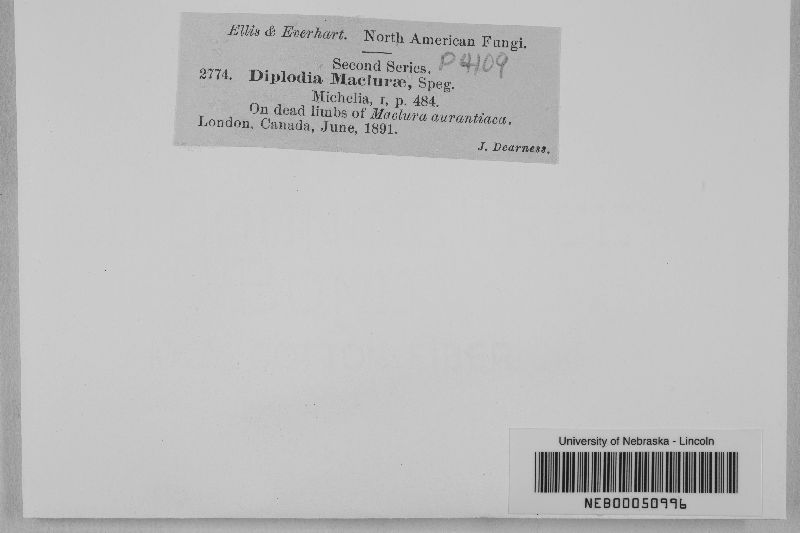 Ellis & Everhart. North American Fungi.
Second Series. P 4109
2774. Diplodia Macluræ, Speg.
Michelia, I, p. 484.
On dead limbs of Maclura aurantiaca.
London, Canada, June, 1891.
J. Dearness.
University of Nebraska - Lincoln
NEB00050996